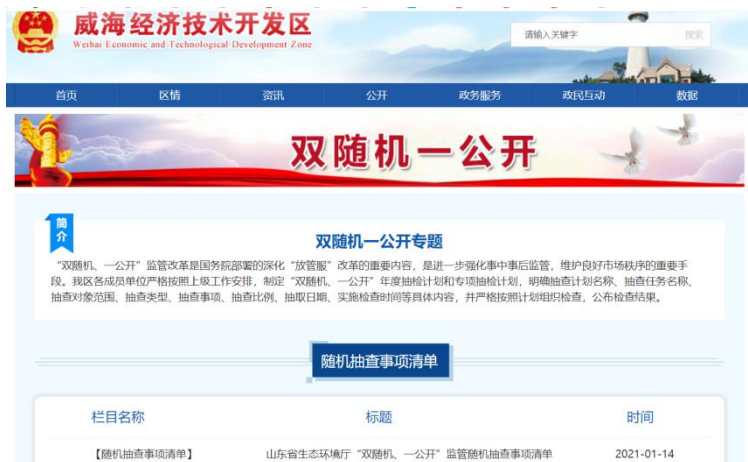 威海经济技术开发区
Weihai Economic and Technological Development Zone
请输入关键字
搜索
首页 区情 资讯 公开 政务服务 政民互动 数据
双随机一公开
简介
双随机一公开专题
“双随机、一公开”监管改革是国务院部署的深化“放管服”改革的重要内容，是进一步强化事中事后监管，维护良好市场秩序的重要手
段。我区各成员单位严格按照上级工作安排，制定“双随机、一公开”年度抽检计划和专项抽检计划，明确抽查计划名称、抽查任务名称、
抽查对象范围、抽查类型、抽查事项、抽查比例、抽取日期、实施检查时间等具体内容，并严格按照计划组织检查，公布检查结果。
随机抽查事项清单
栏目名称 标题 时间
【随机抽查事项清单】 山东省生态环境厅“双随机、一公开”监管随机抽查事项清单 2021-01-14